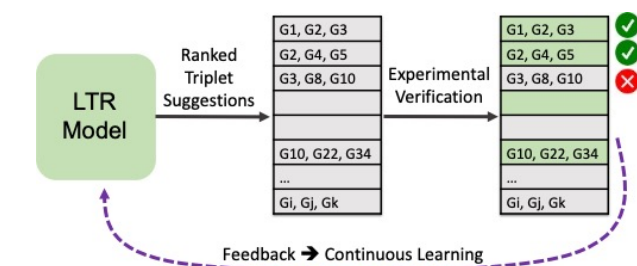 LTR
Model
Ranked
Triplet
Suggestions
G1, G2, G3
G2, G4, G5
G3, G8, G10
G10, G22, G34
...
Gi, Gj, Gk
Experimental
Verification
G1, G2, G3
G2, G4, G5
G3, G8, G10
G10, G22, G34
...
Gi, Gj, Gk
Feedback ➔ Continuous Learning